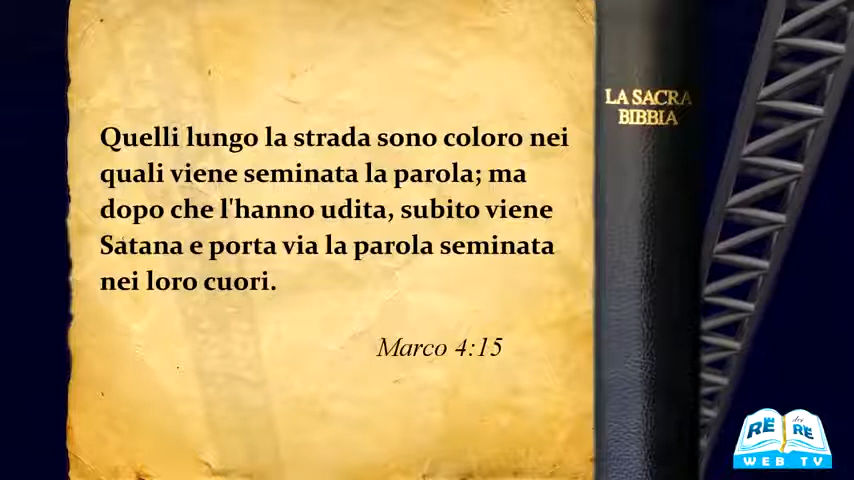 Quelli lungo la strada sono coloro nei
quali viene seminata la parola; ma
dopo che l'hanno udita, subito viene
Satana e porta via la parola seminata
nei loro cuori.
Marco 4:15
LA SACRA
BIBBIA
RE dei RE
WEB TV